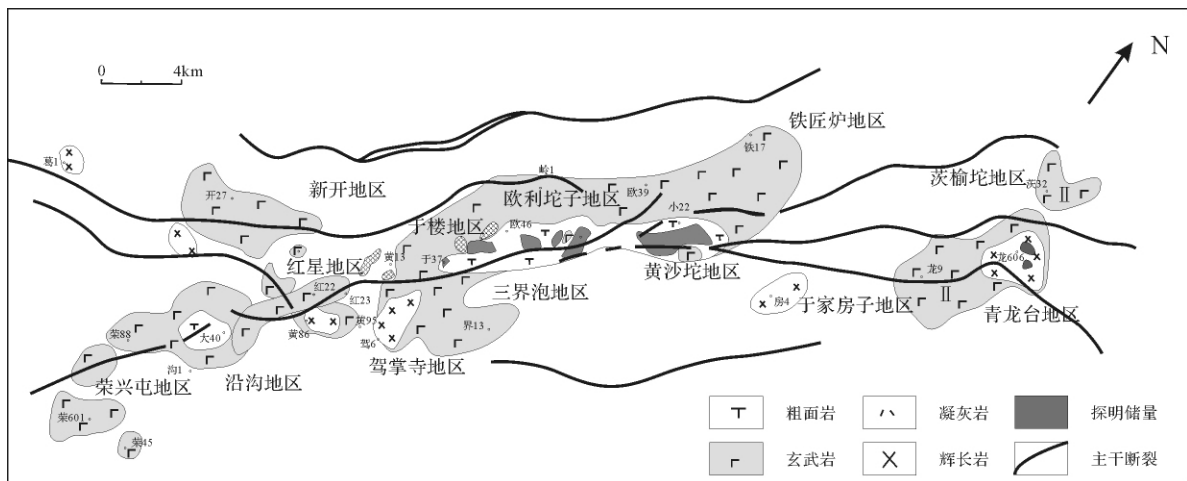 N
0 4km
铁匠炉地区
铁17
葛1
岭1
新开地区
开27
欧利坨子地区
欧39
茨榆坨地区
茨32
Ⅱ
小22
于楼地区
欧46
黄13
于37
红星地区
黄沙坨地区
龙606
龙9
Ⅱ
三界泡地区
红22
红23
房4
于家房子地区
青龙台地区
黄86
黄95
界13
驾6
荣88
大40
驾掌寺地区
沟1
荣兴屯地区
沿沟地区
荣601
荣45
粗面岩
凝灰岩
探明储量
玄武岩
辉长岩
主干断裂